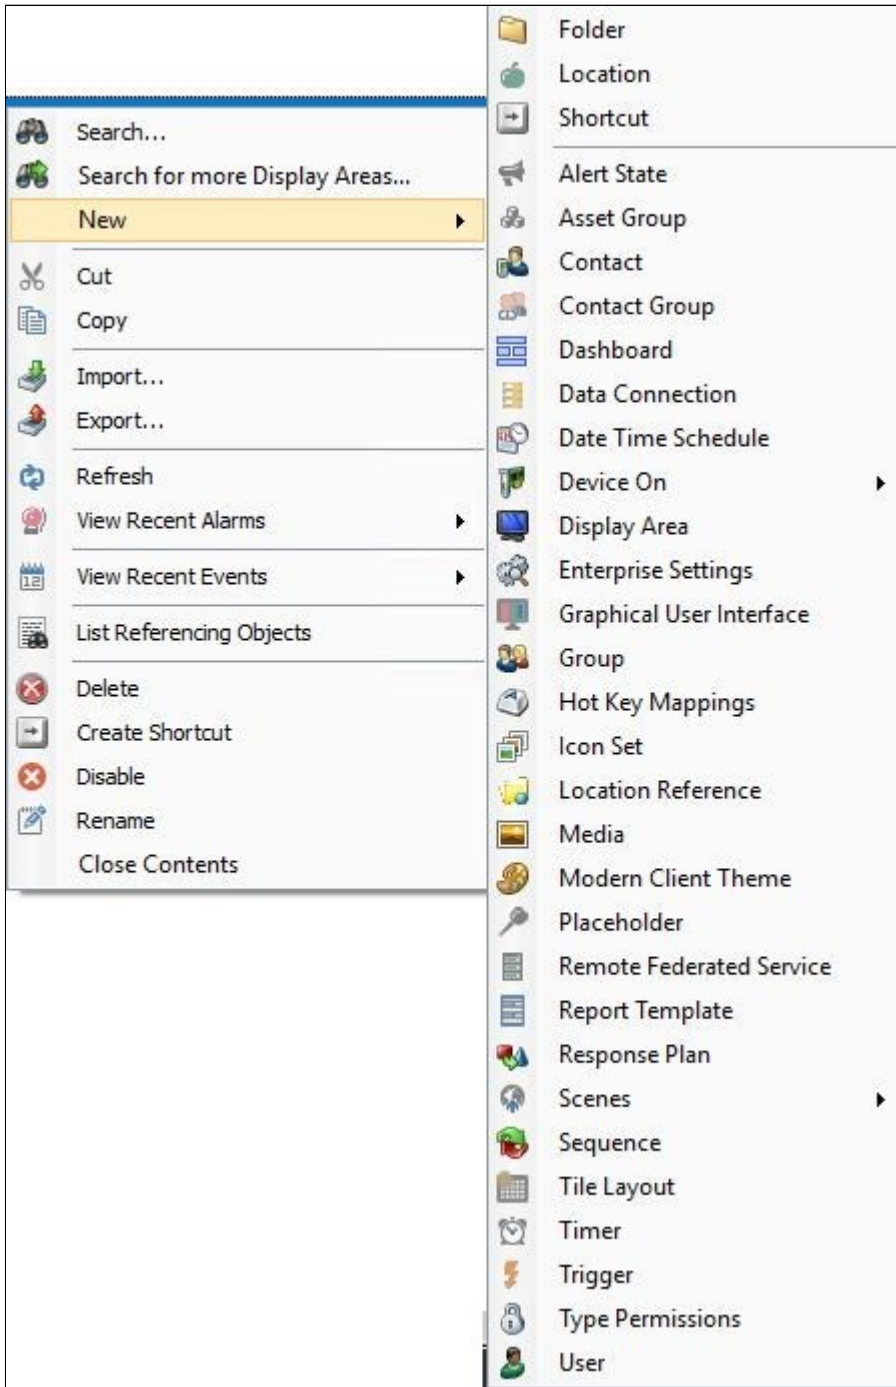 Search...
Search for more Display Areas...
New
Cut
Copy
Import...
Export...
Refresh
View Recent Alarms
12
View Recent Events
List Referencing Objects
Delete
Create Shortcut
Disable
Rename
Close Contents
Folder
Location
Shortcut
Alert State
Asset Group
Contact
Contact Group
Dashboard
Data Connection
Date Time Schedule
Device On
Display Area
Enterprise Settings
Graphical User Interface
Group
Hot Key Mappings
Icon Set
Location Reference
Media
Modern Client Theme
Placeholder
Remote Federated Service
Report Template
Response Plan
Scenes
Sequence
Tile Layout
Timer
Trigger
Type Permissions
User